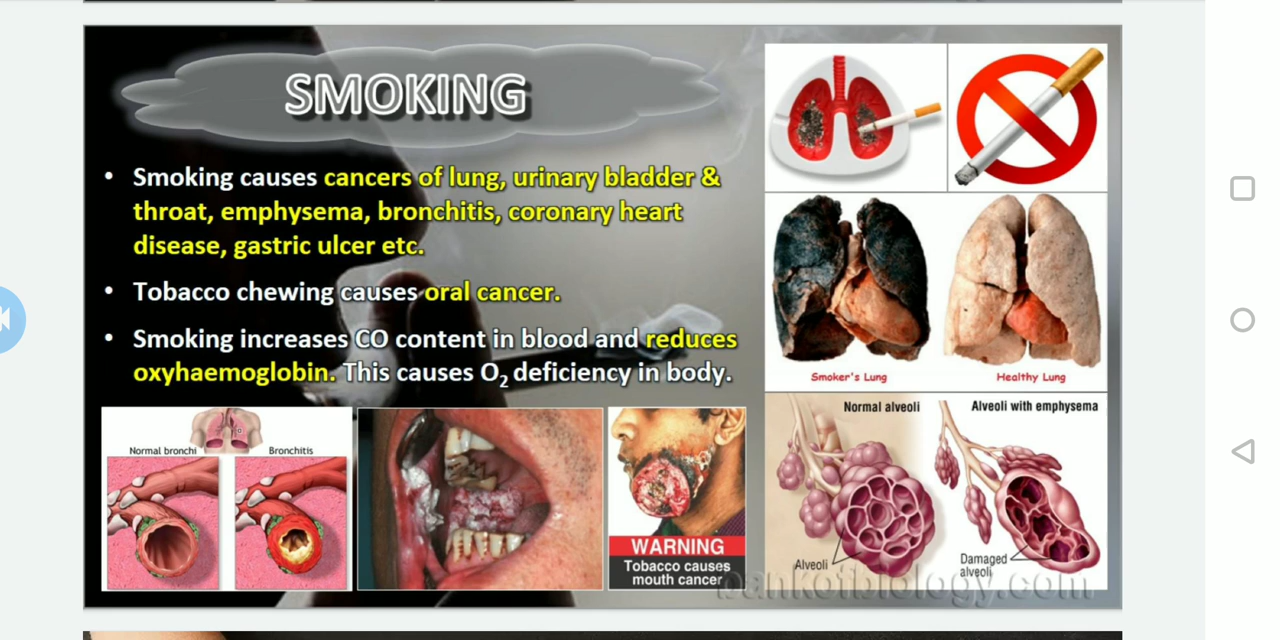 SMOKING
• Smoking causes cancers of lung, urinary bladder &
throat, emphysema, bronchitis, coronary heart
disease, gastric ulcer etc.
• Tobacco chewing causes oral cancer.
• Smoking increases CO content in blood and reduces
oxyhaemoglobin. This causes O₂ deficiency in body.
Normal bronchi
Bronchitis
WARNING
Tobacco causes
mouth cancer
Smoker's Lung
Healthy Lung
Normal alveoli
Alveoli with emphysema
Alveoli
Damaged
alveoli
bankofbiology.com